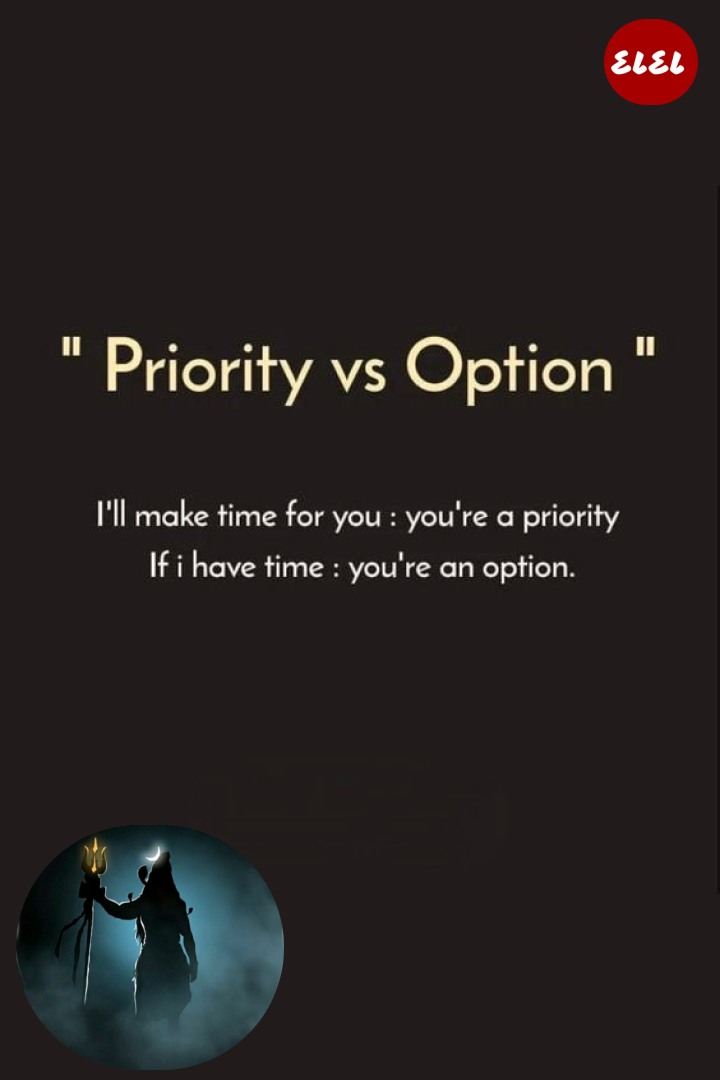 ELEL
" Priority vs Option "
I'll make time for you : you're a priority
If i have time : you're an option.